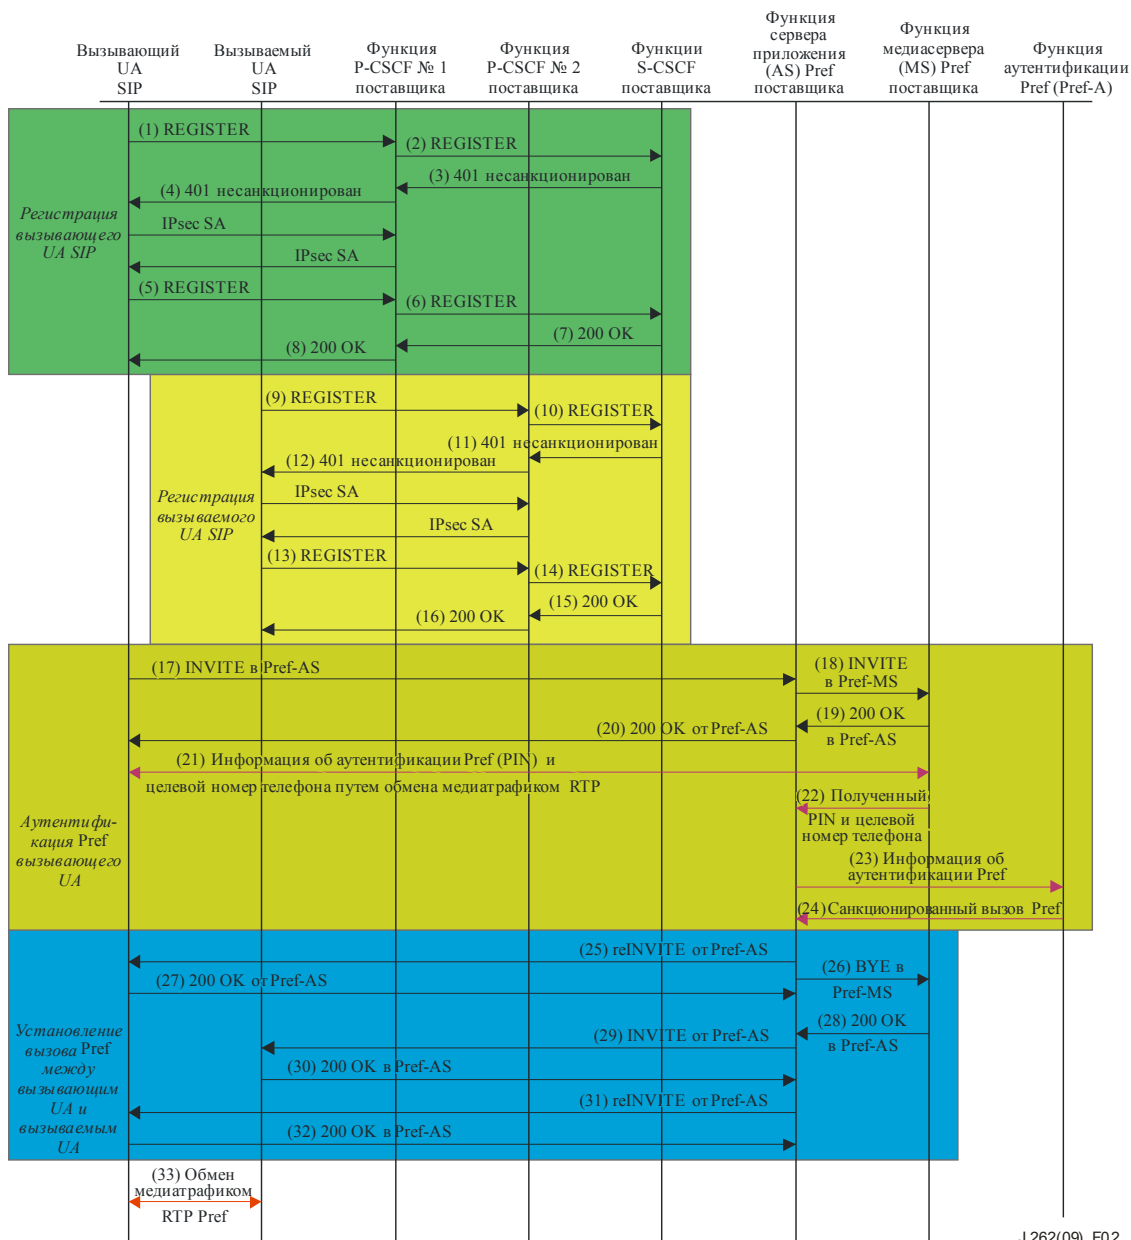 Вызывающий
UA
SIP
Вызываемый
UA
SIP
Функция
P-CSCF № 1
поставщика
Функция
P-CSCF № 2
поставщика
Функции
S-CSCF
поставщика
Функция
сервера
приложения
(AS) Pref
поставщика
Функция
медиасервера
(MS) Pref
поставщика
Функция
аутентификации
Pref (Pref-A)
(1) REGISTER
(2) REGISTER
(3) 401 несанкционирован
(4) 401 несанкционирован
Регистрация
вызывающего
UA SIP
IPsec SA
IPsec SA
(5) REGISTER
(6) REGISTER
(7) 200 OK
(8) 200 OK
(9) REGISTER
(10) REGISTER
(11) 401 несанкционирован
(12) 401 несанкционирован
Регистрация
вызываемого
UA SIP
IPsec SA
IPsec SA
(13) REGISTER
(14) REGISTER
(15) 200 OK
(16) 200 OK
(17) INVITE в Pref-AS
(18) INVITE
в Pref-MS
(19) 200 OK
в Pref-AS
(20) 200 OK от Pref-AS
(21) Информация об аутентификации Pref (PIN) и
целевой номер телефона путем обмена медиатрафиком RTP
(22) Полученный
PIN и целевой
номер телефона
Аутентифи-
кация Pref
вызывающего
UA
(23) Информация об
аутентификации Pref
(24) Санкционированный вызов Pref
(25) reINVITE от Pref-AS
(26) BYE в
Pref-MS
(27) 200 OK от Pref-AS
(28) 200 OK
в Pref-AS
(29) INVITE от Pref-AS
Установление
вызова Pref
между
вызывающим
UA и
вызываемым
UA
(30) 200 OK в Pref-AS
(31) reINVITE от Pref-AS
(32) 200 OK в Pref-AS
(33) Обмен
медиатрафиком
RTP Pref
J.262(09)_F02